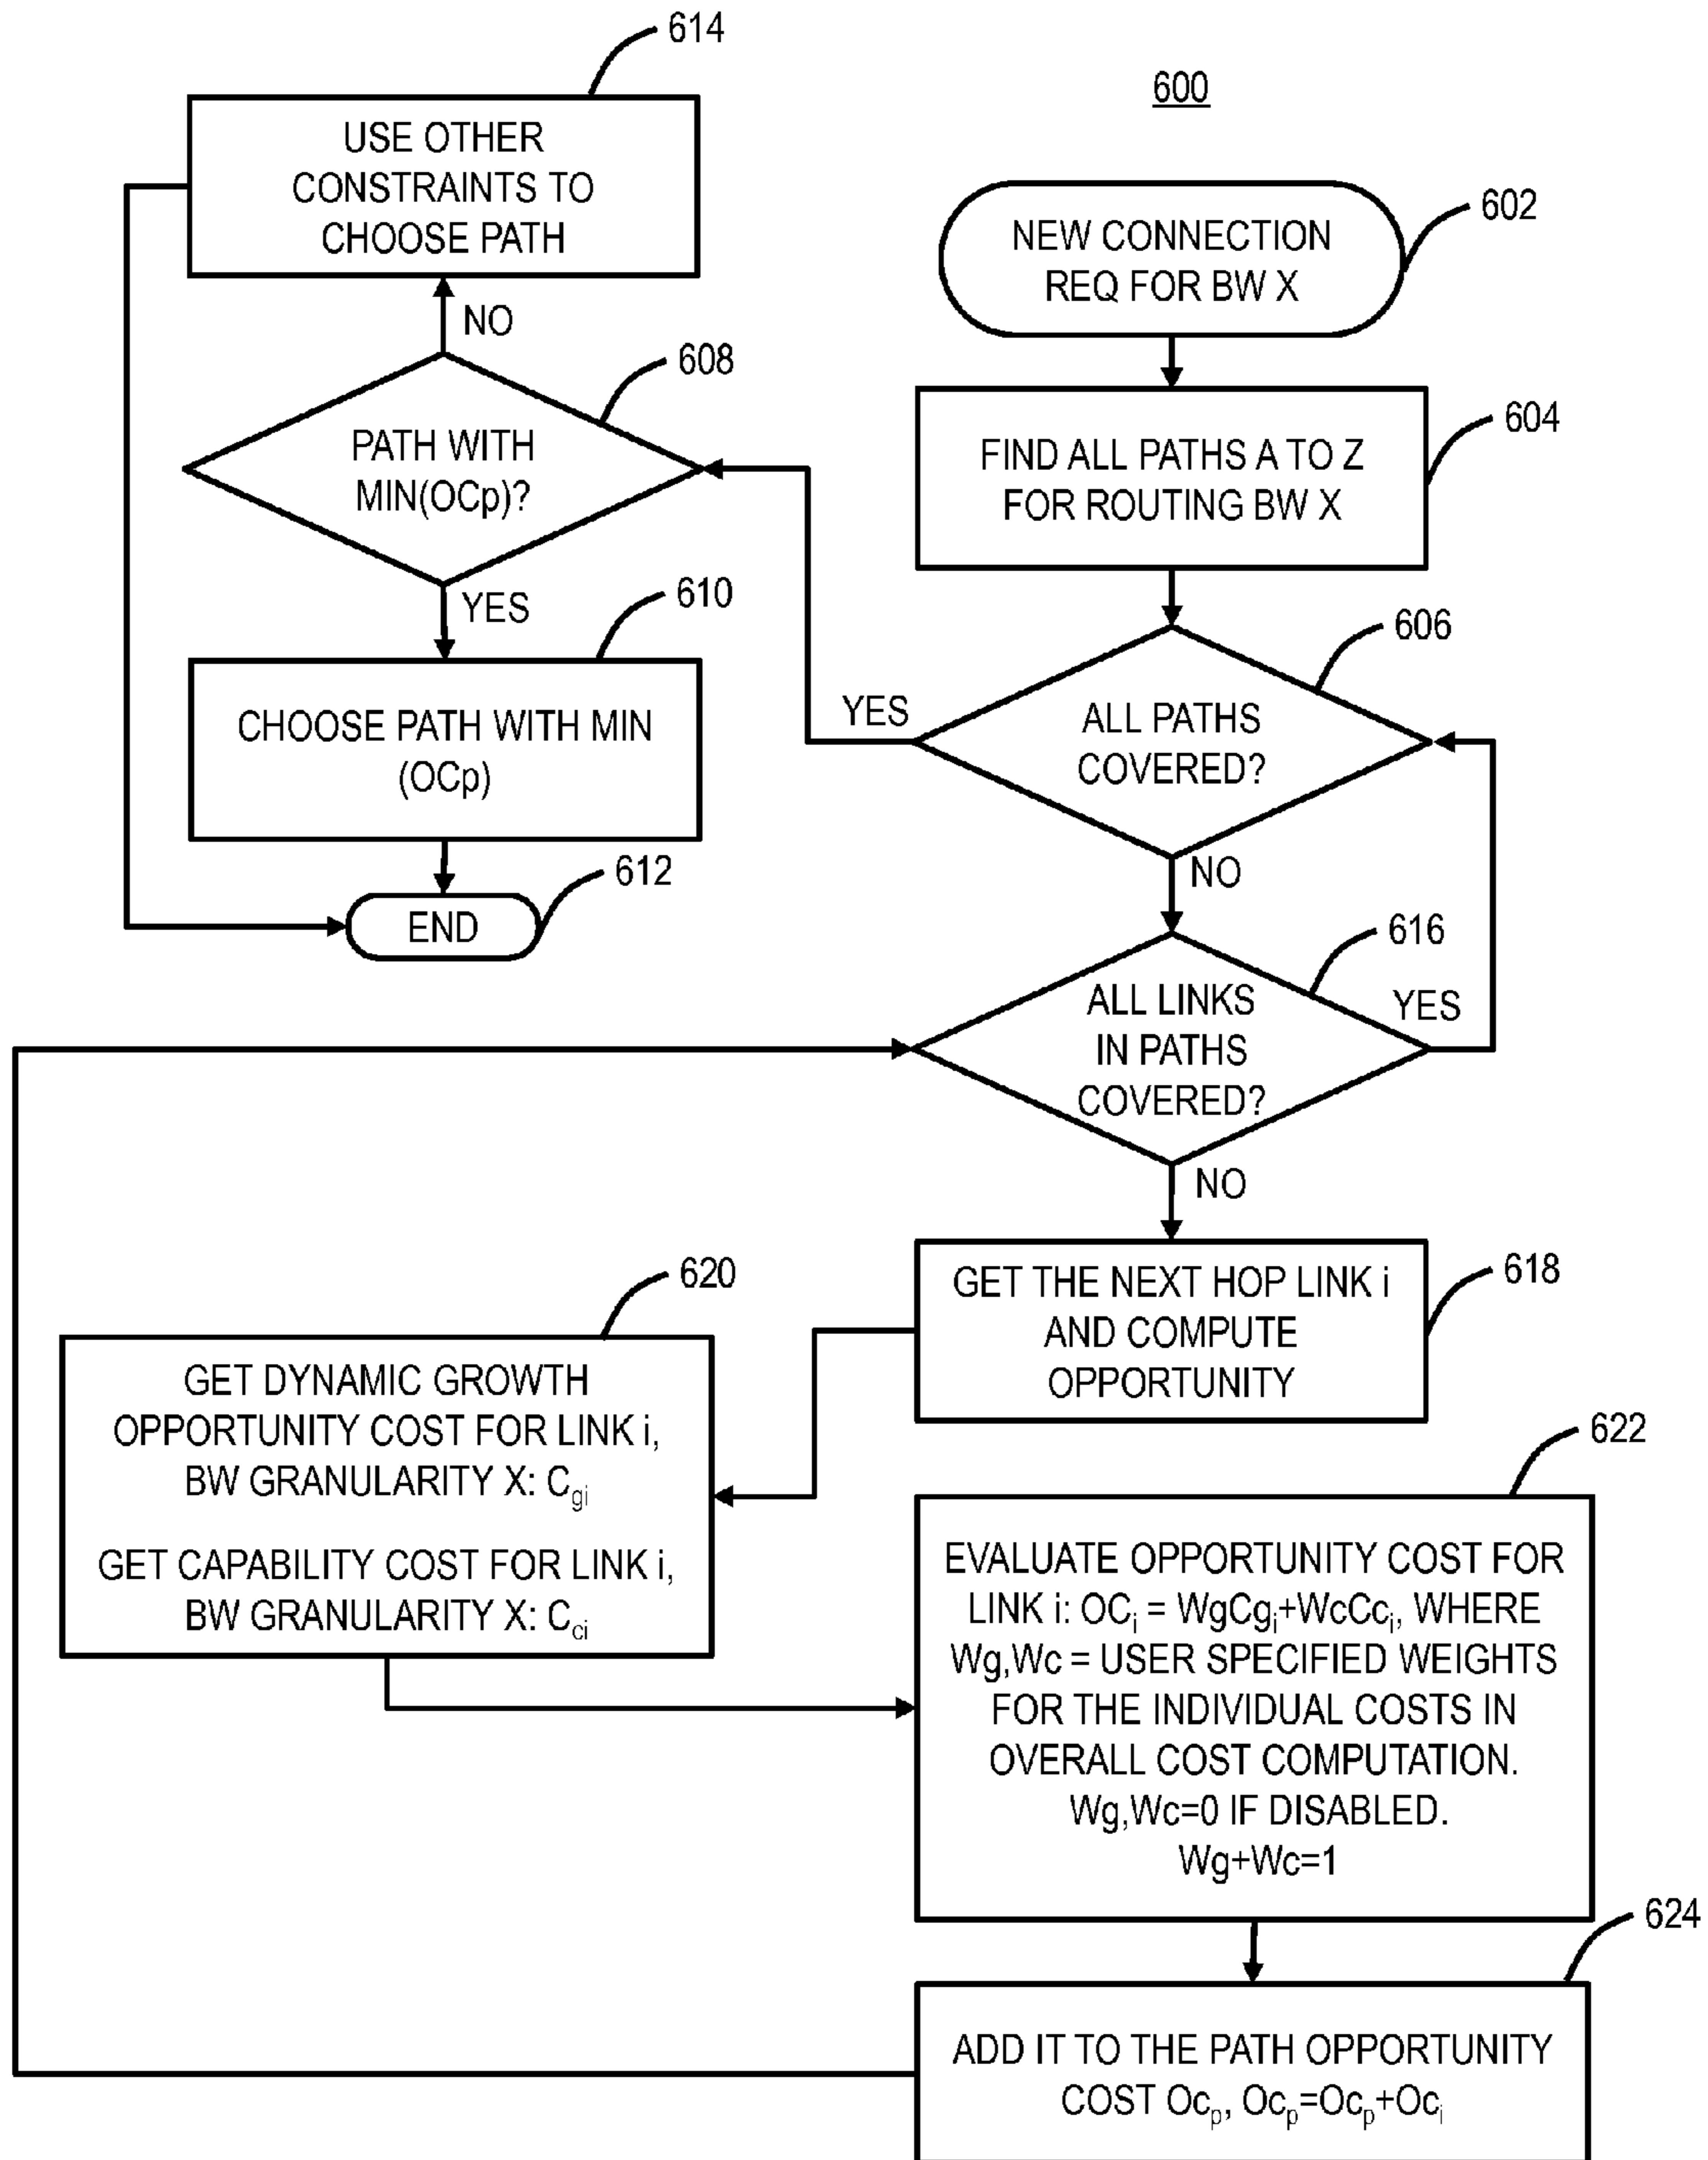 614
600
USE OTHER
CONSTRAINTS TO
CHOOSE PATH
602
NEW CONNECTION
REQ FOR BW X
NO
608
PATH WITH
MIN(OCp)?
604
FIND ALL PATHS A TO Z
FOR ROUTING BW X
YES
610
606
CHOOSE PATH WITH MIN
(OCp)
YES
ALL PATHS
COVERED?
612
END
NO
616
ALL LINKS
IN PATHS
COVERED?
YES
NO
618
GET THE NEXT HOP LINK i
AND COMPUTE
OPPORTUNITY
620
GET DYNAMIC GROWTH
OPPORTUNITY COST FOR LINK i,
BW GRANULARITY X: Cgi
GET CAPABILITY COST FOR LINK i,
BW GRANULARITY X: Cci
622
EVALUATE OPPORTUNITY COST FOR
LINK i: OCi = WgCgi+WcCci, WHERE
Wg,Wc = USER SPECIFIED WEIGHTS
FOR THE INDIVIDUAL COSTS IN
OVERALL COST COMPUTATION.
Wg,Wc=0 IF DISABLED.
Wg+Wc=1
624
ADD IT TO THE PATH OPPORTUNITY
COST Ocp, Ocp=Ocp+Oci